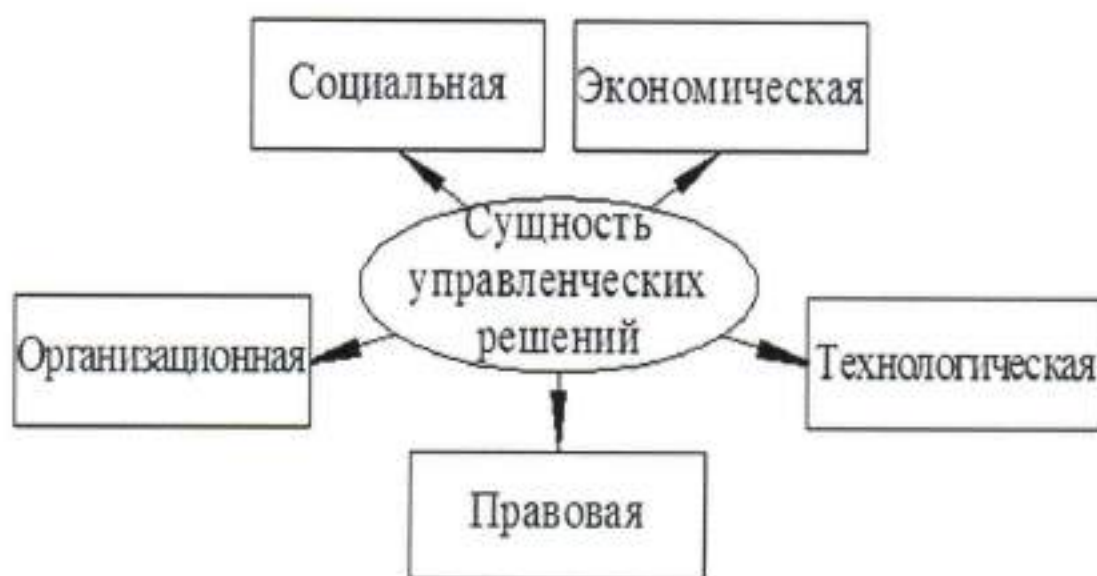 Социальная
Экономическая
Сущность
управленческих
решений
Организационная
Технологическая
Правовая